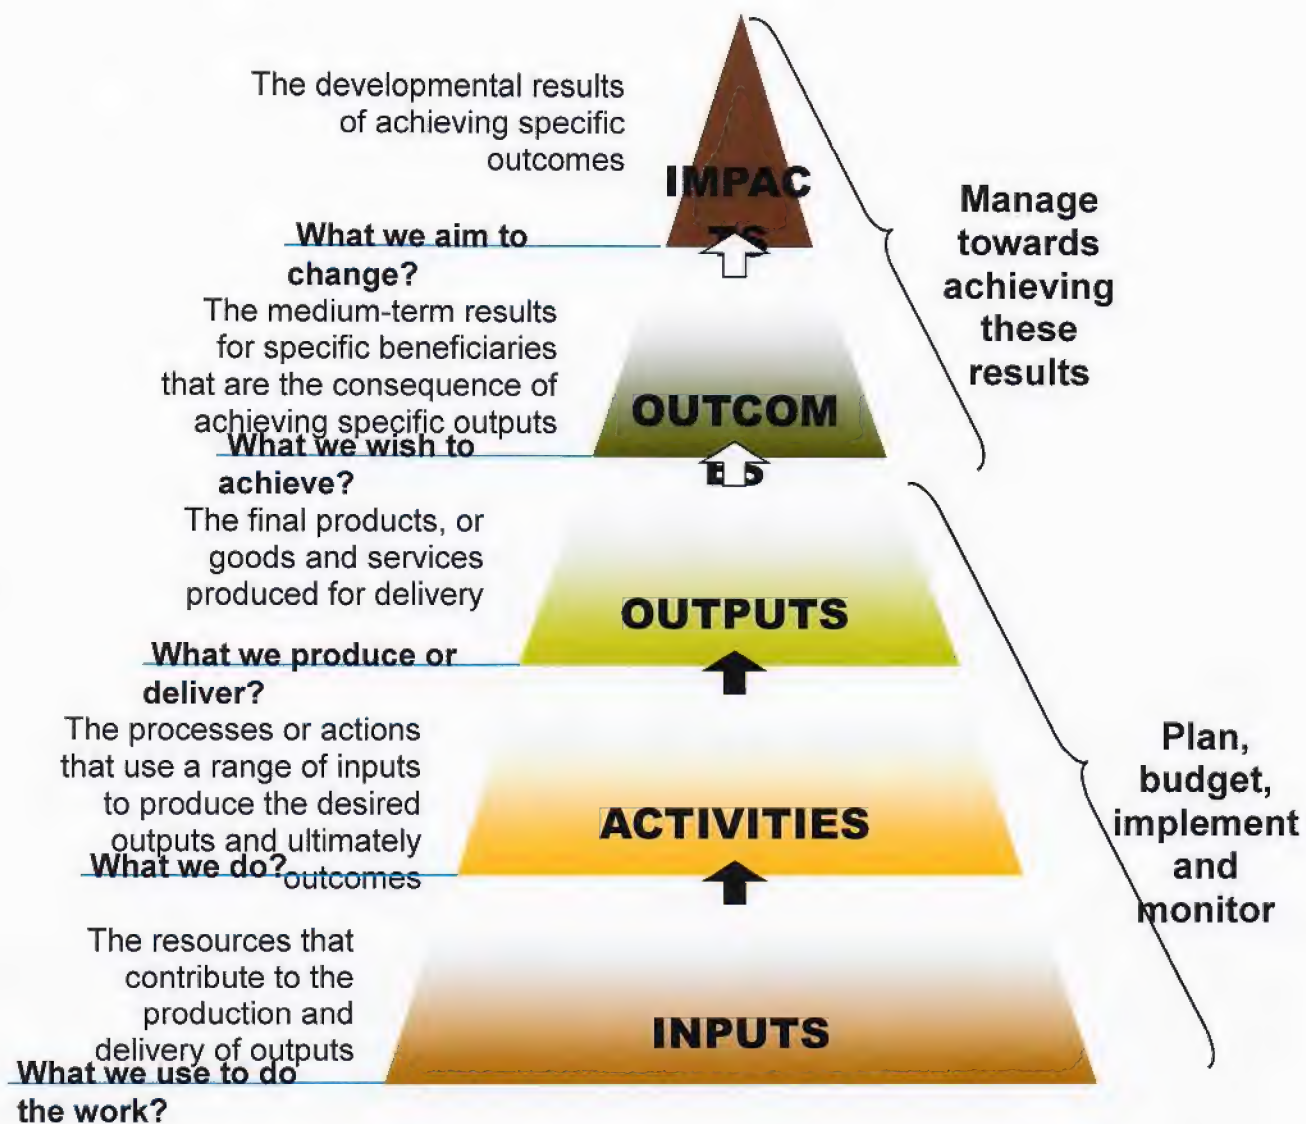 The developmental results
of achieving specific
outcomes
IMPAC
TS
What we aim to
change?
The medium-term results
for specific beneficiaries
that are the consequence of
achieving specific outputs
OUTCOM
ES
What we wish to
achieve?
The final products, or
goods and services
produced for delivery
OUTPUTS
What we produce or
deliver?
The processes or actions
that use a range of inputs
to produce the desired
outputs and ultimately
outcomes
ACTIVITIES
What we do?
The resources that
contribute to the
production and
delivery of outputs
INPUTS
What we use to do
the work?
Manage
towards
achieving
these
results
Plan,
budget,
implement
and
monitor